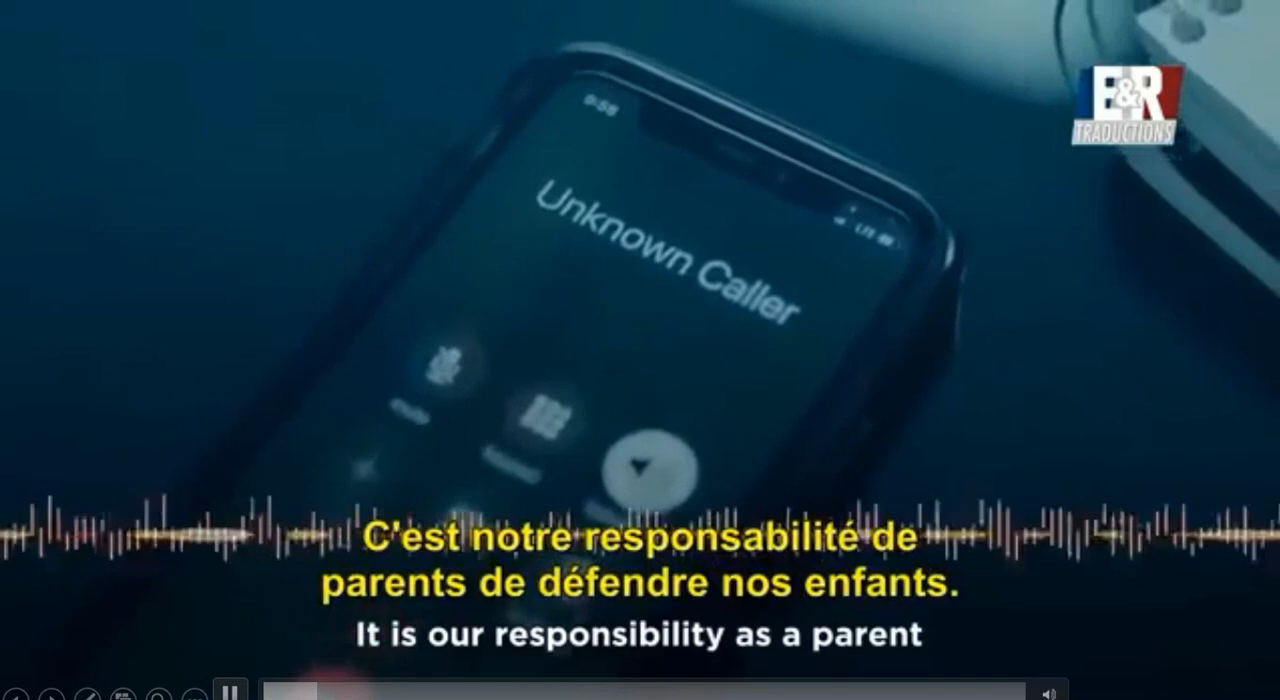 E&R
TRADUCTIONS
Unknown Caller
C'est notre responsabilité de
parents de défendre nos enfants.
It is our responsibility as a parent